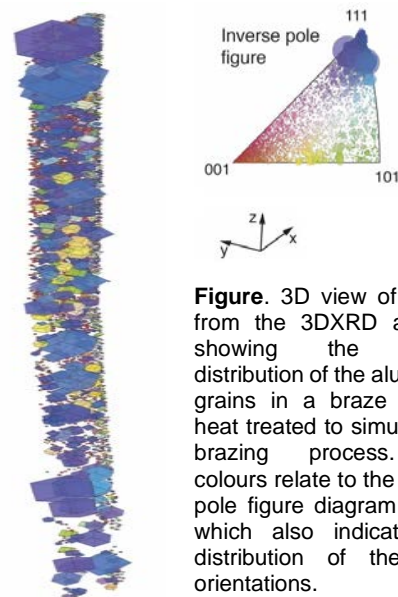 111
Inverse pole
figure
001
101
z
y
x
Figure. 3D view of
from the 3DXRD a
showing the
distribution of the alu
grains in a braze
heat treated to simu
brazing process.
colours relate to the
pole figure diagram
which also indicat
distribution of the
orientations.